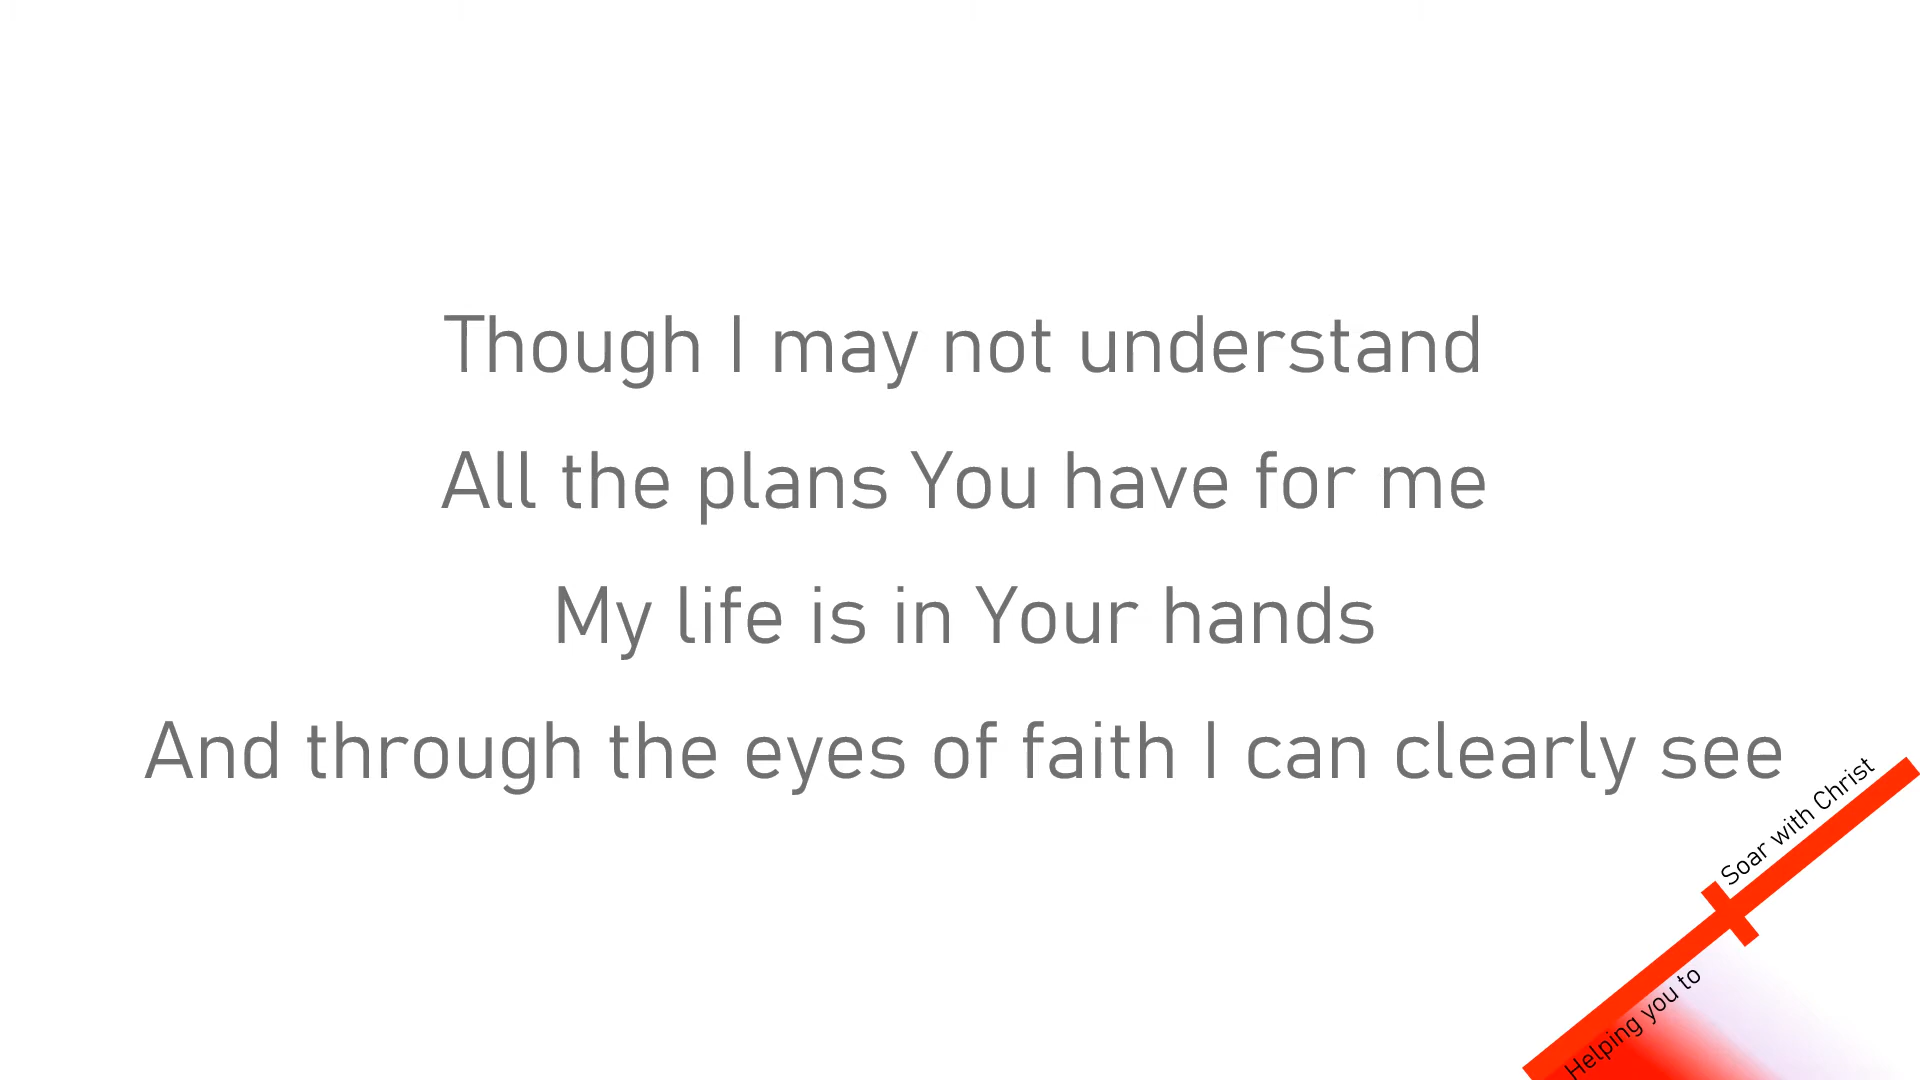 Though I may not understand
All the plans You have for me
My life is in Your hands
And through the eyes of faith I can clearly see
Helping you to
Soar with Christ